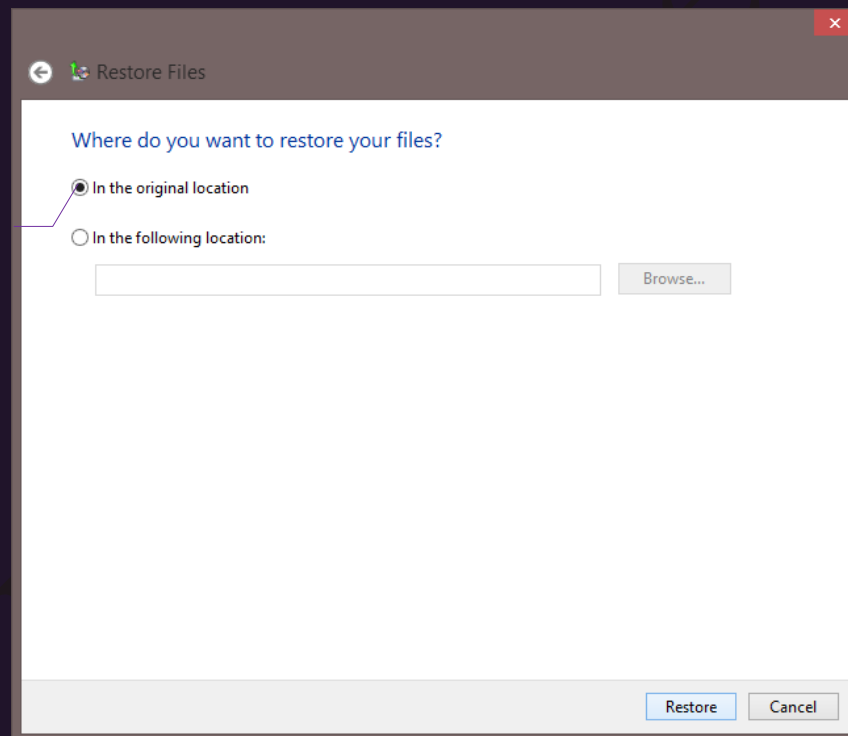 Restore Files
Where do you want to restore your files?
In the original location
In the following location:
Browse...
Restore Cancel